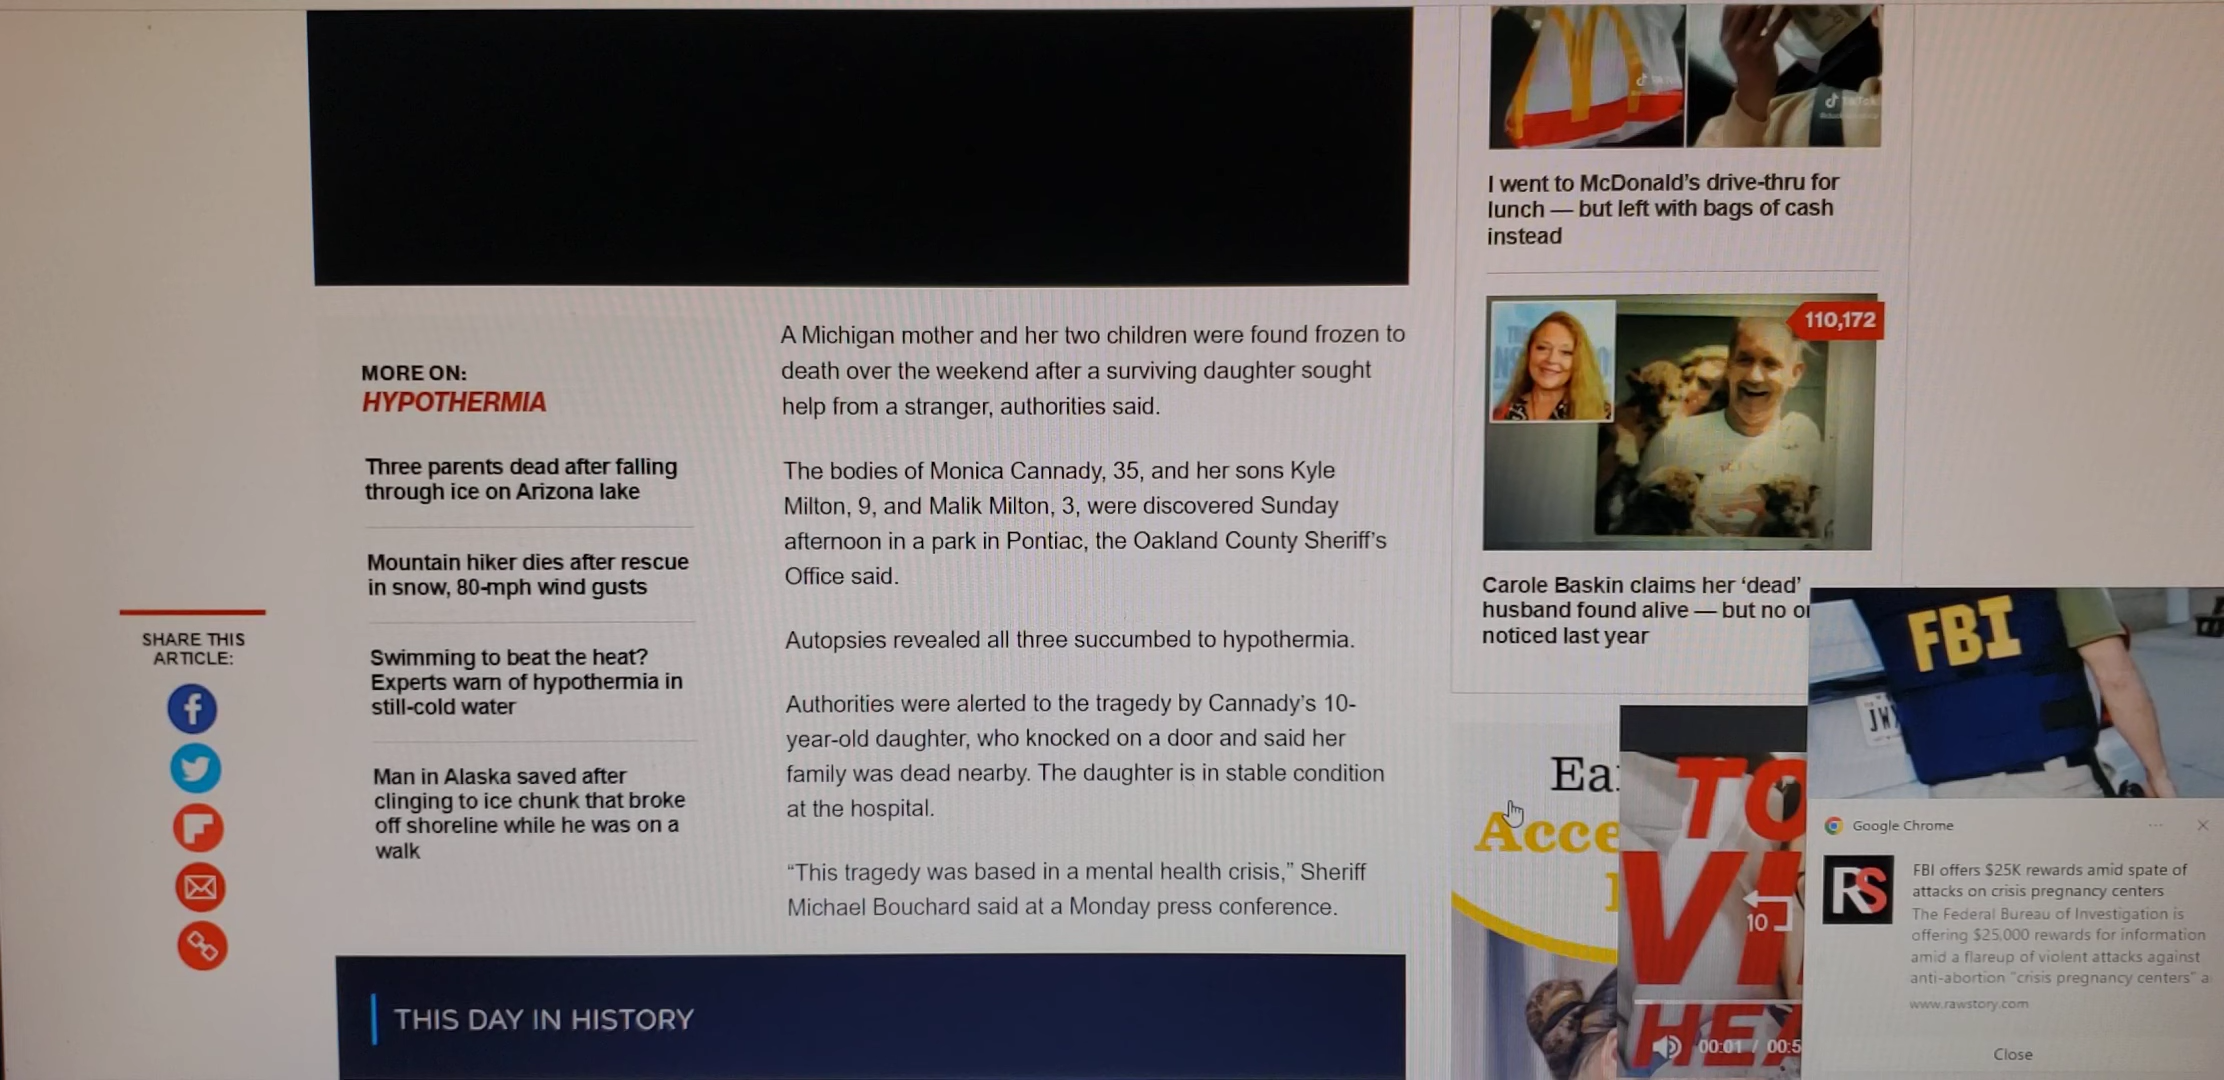 I went to McDonald's drive-thru for
lunch — but left with bags of cash
instead
110,172
Carole Baskin claims her 'dead'
husband found alive — but no
noticed last year
MORE ON:
HYPOTHERMIA
Three parents dead after falling
through ice on Arizona lake
Mountain hiker dies after rescue
in snow, 80-mph wind gusts
Swimming to beat the heat?
Experts warn of hypothermia in
still-cold water
Man in Alaska saved after
clinging to ice chunk that broke
off shoreline while he was on a
walk
SHARE THIS
ARTICLE:
A Michigan mother and her two children were found frozen to
death over the weekend after a surviving daughter sought
help from a stranger, authorities said.
The bodies of Monica Cannady, 35, and her sons Kyle
Milton, 9, and Malik Milton, 3, were discovered Sunday
afternoon in a park in Pontiac, the Oakland County Sheriff's
Office said.
Autopsies revealed all three succumbed to hypothermia.
Authorities were alerted to the tragedy by Cannady's 10-
year-old daughter, who knocked on a door and said her
family was dead nearby. The daughter is in stable condition
at the hospital.
“This tragedy was based in a mental health crisis,” Sheriff
Michael Bouchard said at a Monday press conference.
THIS DAY IN HISTORY
Ea
Acce
TO
VI
HEA
10
00:01 / 00:5
FBI
JW
Google Chrome
RS
FBI offers $25K rewards amid spate of
attacks on crisis pregnancy centers
The Federal Bureau of Investigation is
offering $25,000 rewards for information
amid a flareup of violent attacks against
anti-abortion "crisis pregnancy centers" a
www.rawstory.com
Close